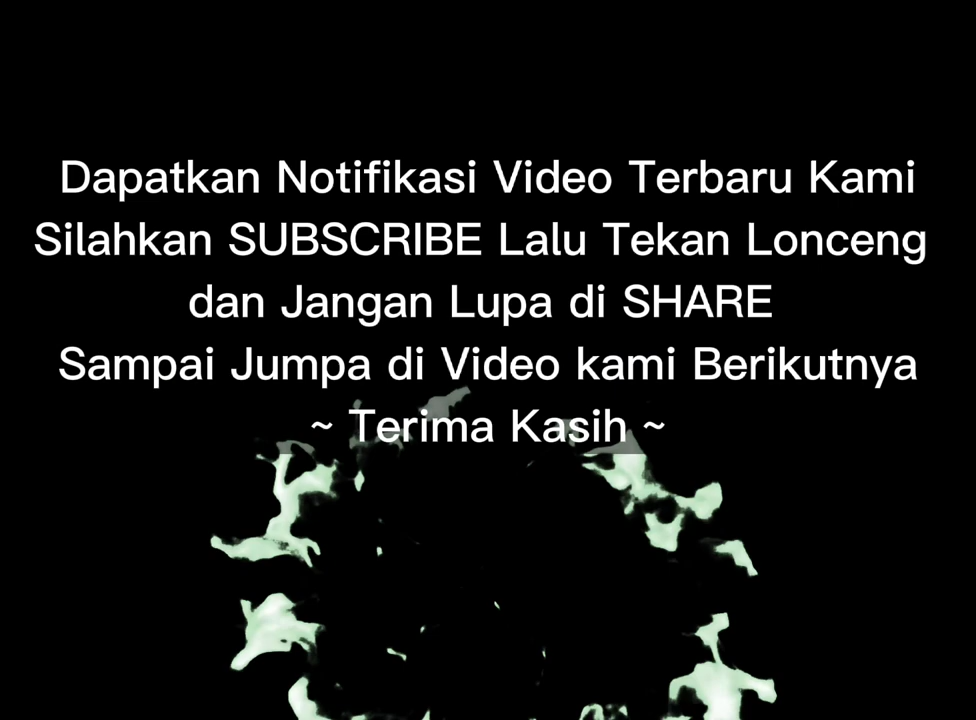 Dapatkan Notifikasi Video Terbaru Kami
Silahkan SUBSCRIBE Lalu Tekan Lonceng
dan Jangan Lupa di SHARE
Sampai Jumpa di Video kami Berikutnya
~ Terima Kasih ~